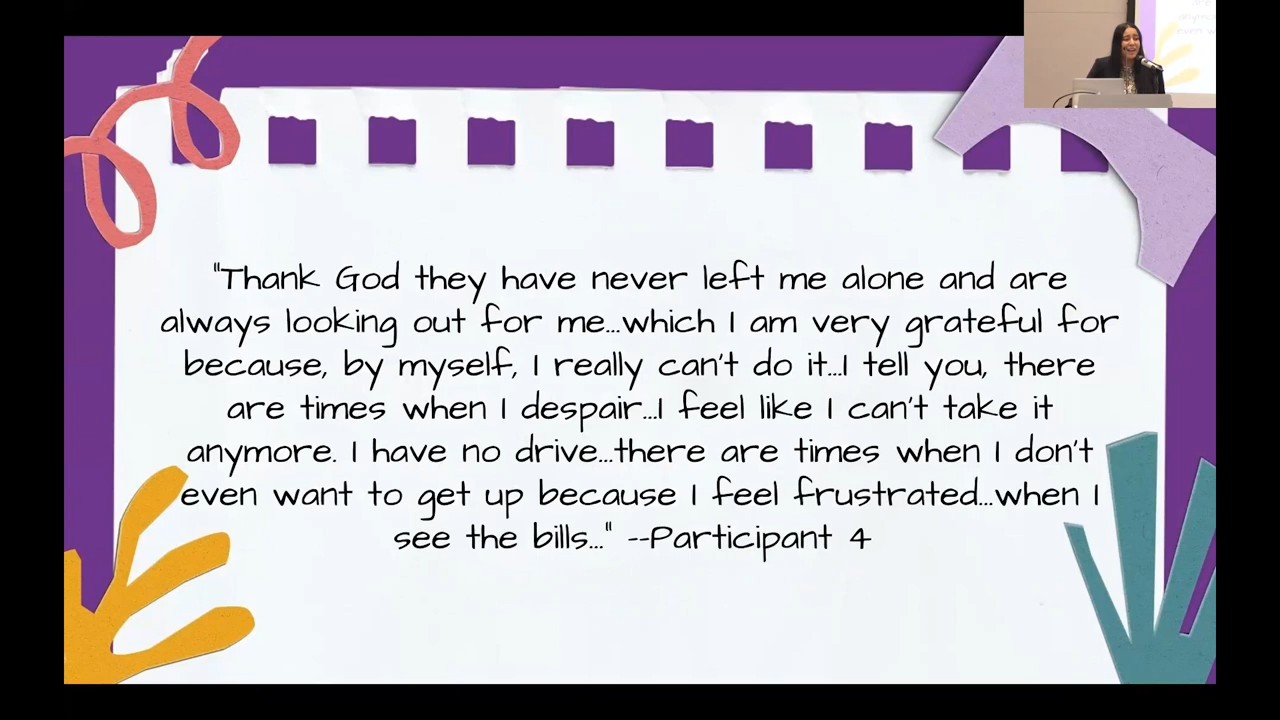 "Thank God they have never left me alone and are
always looking out for me...which I am very grateful for
because, by myself, I really can't do it...I tell you, there
are times when I despair...I feel like I can't take it
anymore. I have no drive...there are times when I don't
even want to get up because I feel frustrated...when I
see the bills..." --Participant 4